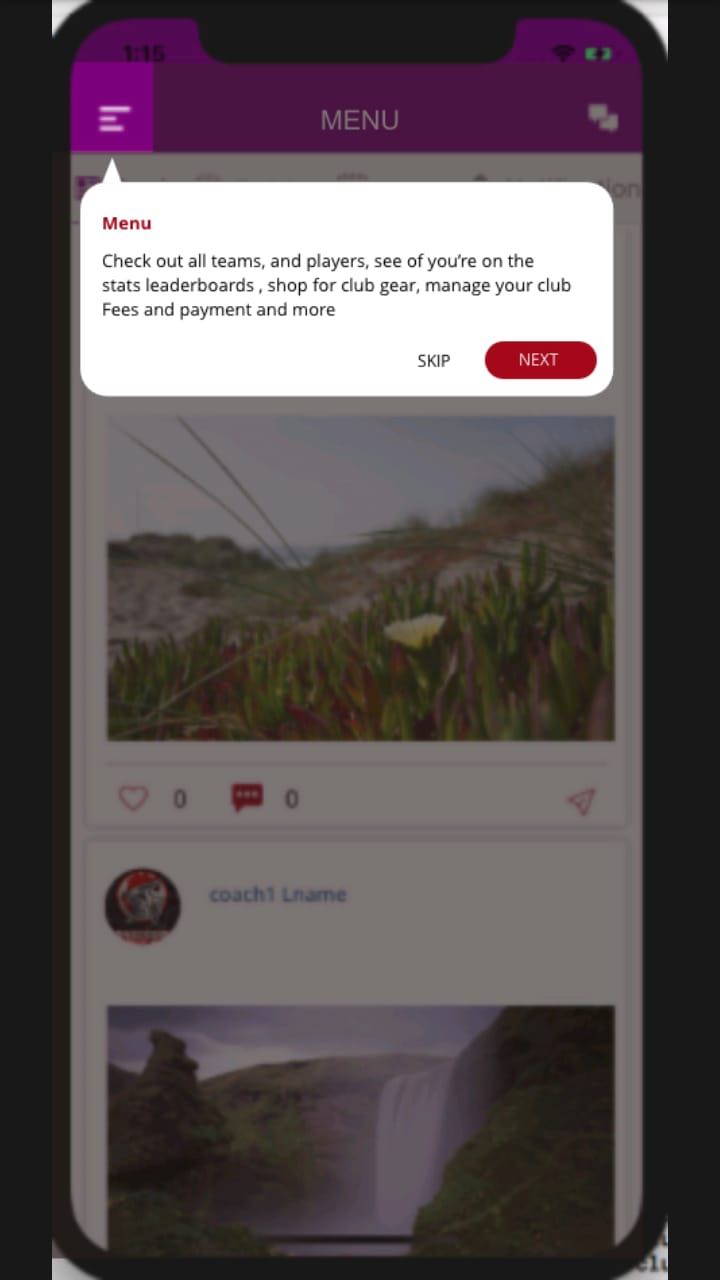 1:15
MENU
Menu
Check out all teams, and players, see of you're on the
stats leaderboards , shop for club gear, manage your club
Fees and payment and more
SKIP
NEXT
0
0
coach1 Lname